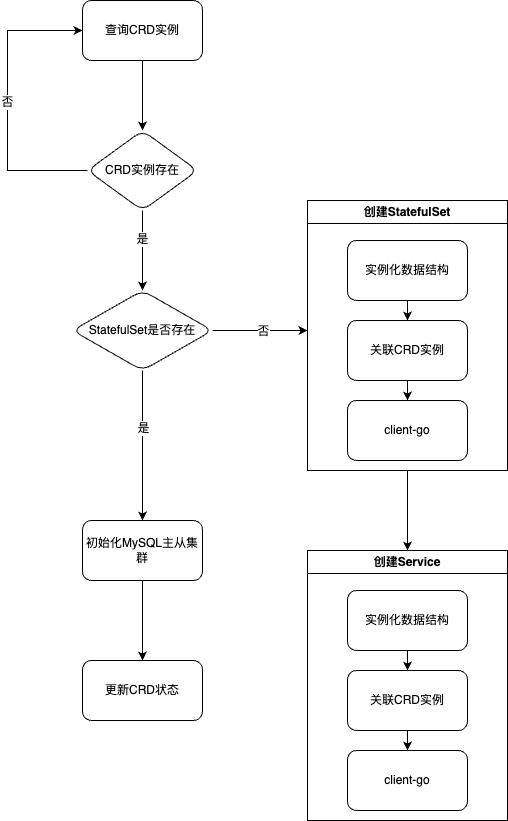 查询CRD实例
否
CRD实例存在
是
StatefulSet是否存在
否
是
初始化MySQL主从集
群
更新CRD状态
创建StatefulSet
实例化数据结构
关联CRD实例
client-go
创建Service
实例化数据结构
关联CRD实例
client-go